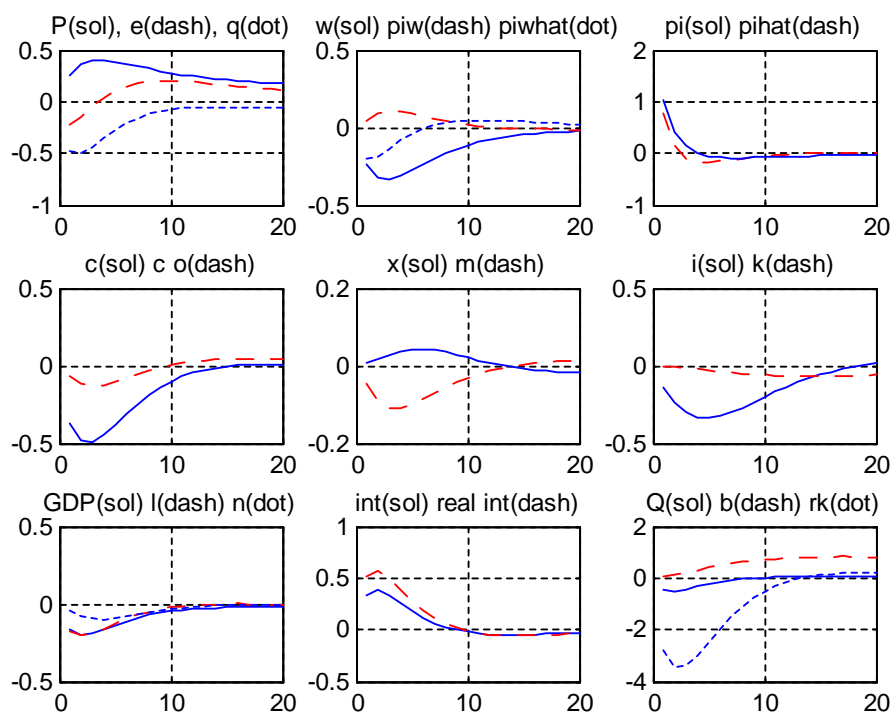 P(sol), e(dash), q(dot)
w(sol) piw(dash) piwhat(dot)
pi(sol) pihat(dash)
0.5
0
-0.5
-1
0 10 20
0.5
0
-0.5
0 10 20
2
1
0
1
0 10 20
c(sol) c o(dash)
x(sol) m(dash)
i(sol) k(dash)
0.5
0
-0.5
0 10 20
0.2
0
-0.2
0 10 20
0.5
0
-0.5
0 10 20
GDP(sol) l(dash) n(dot)
int(sol) real int(dash)
Q(sol) b(dash) rk(dot)
0.5
0
-0.5
0 10 20
1
0.5
0
-0.5
0 10 20
2
0
-2
-4
0 10 20